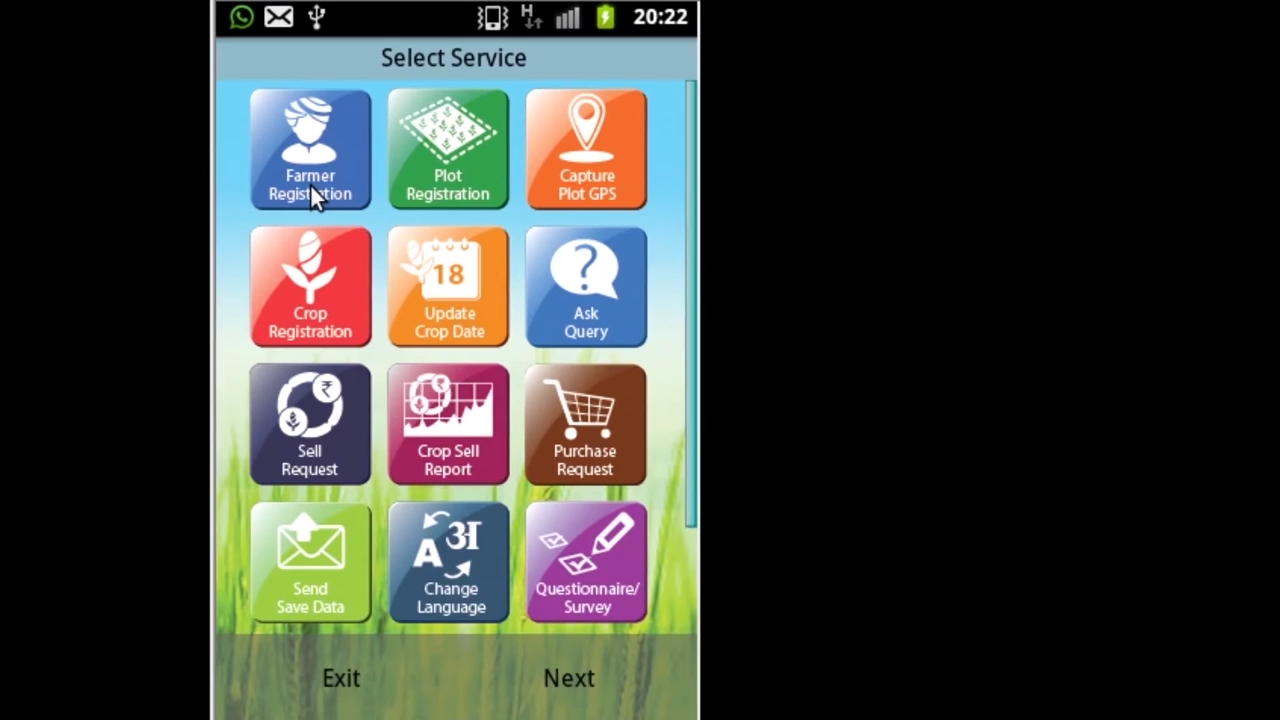 H
20:22
Select Service
Farmer
Registration
Plot
Registration
Capture
Plot GPS
Crop
Registration
18
Update
Crop Date
?
Ask
Query
₹
Sell
Request
₹
Crop Sell
Report
Purchase
Request
Send
Save Data
A अ
Change
Language
Questionnaire/
Survey
Exit
Next